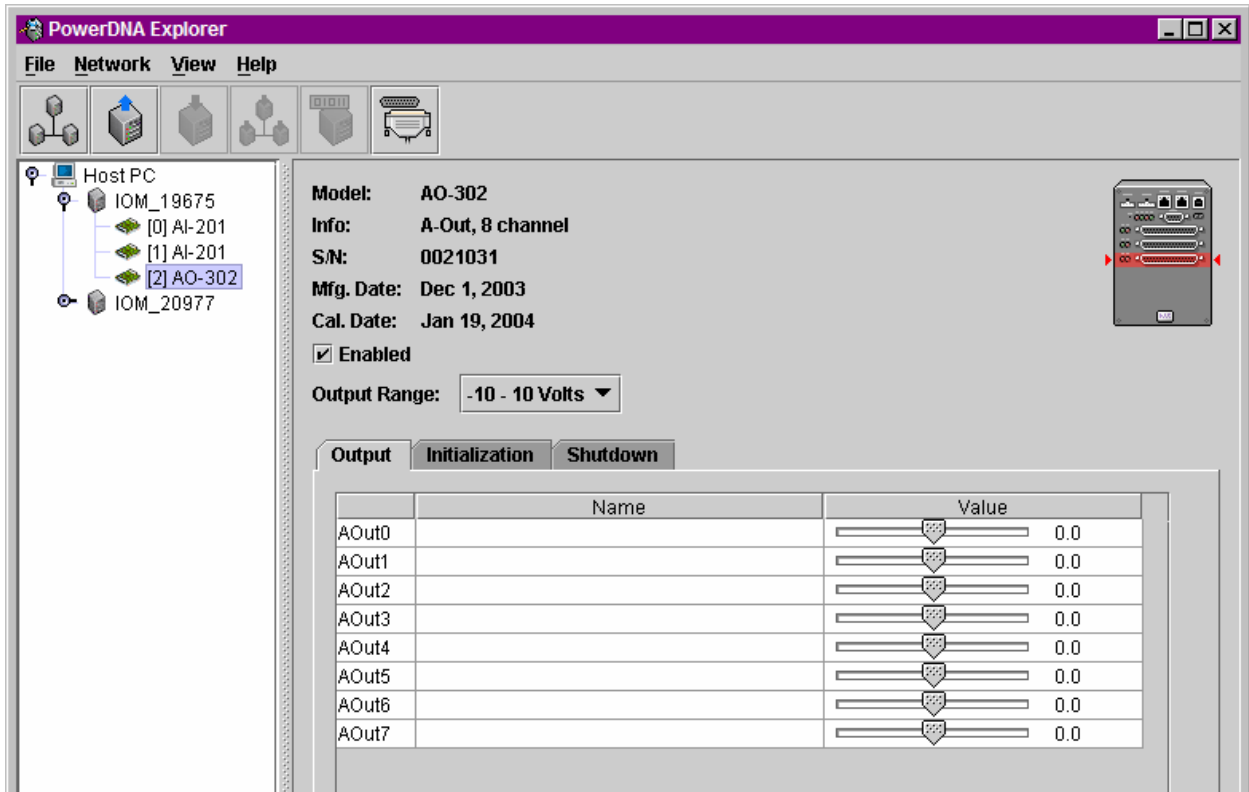 PowerDNA Explorer
File Network View Help
Host PC
IOM_19675
[0] AI-201
[1] AI-201
[2] AO-302
IOM_20977
Model: AO-302
Info: A-Out, 8 channel
S/N: 0021031
Mfg. Date: Dec 1, 2003
Cal. Date: Jan 19, 2004
Enabled
Output Range: -10 - 10 Volts
Output Initialization Shutdown
Name Value
AOut0 0.0
AOut1 0.0
AOut2 0.0
AOut3 0.0
AOut4 0.0
AOut5 0.0
AOut6 0.0
AOut7 0.0